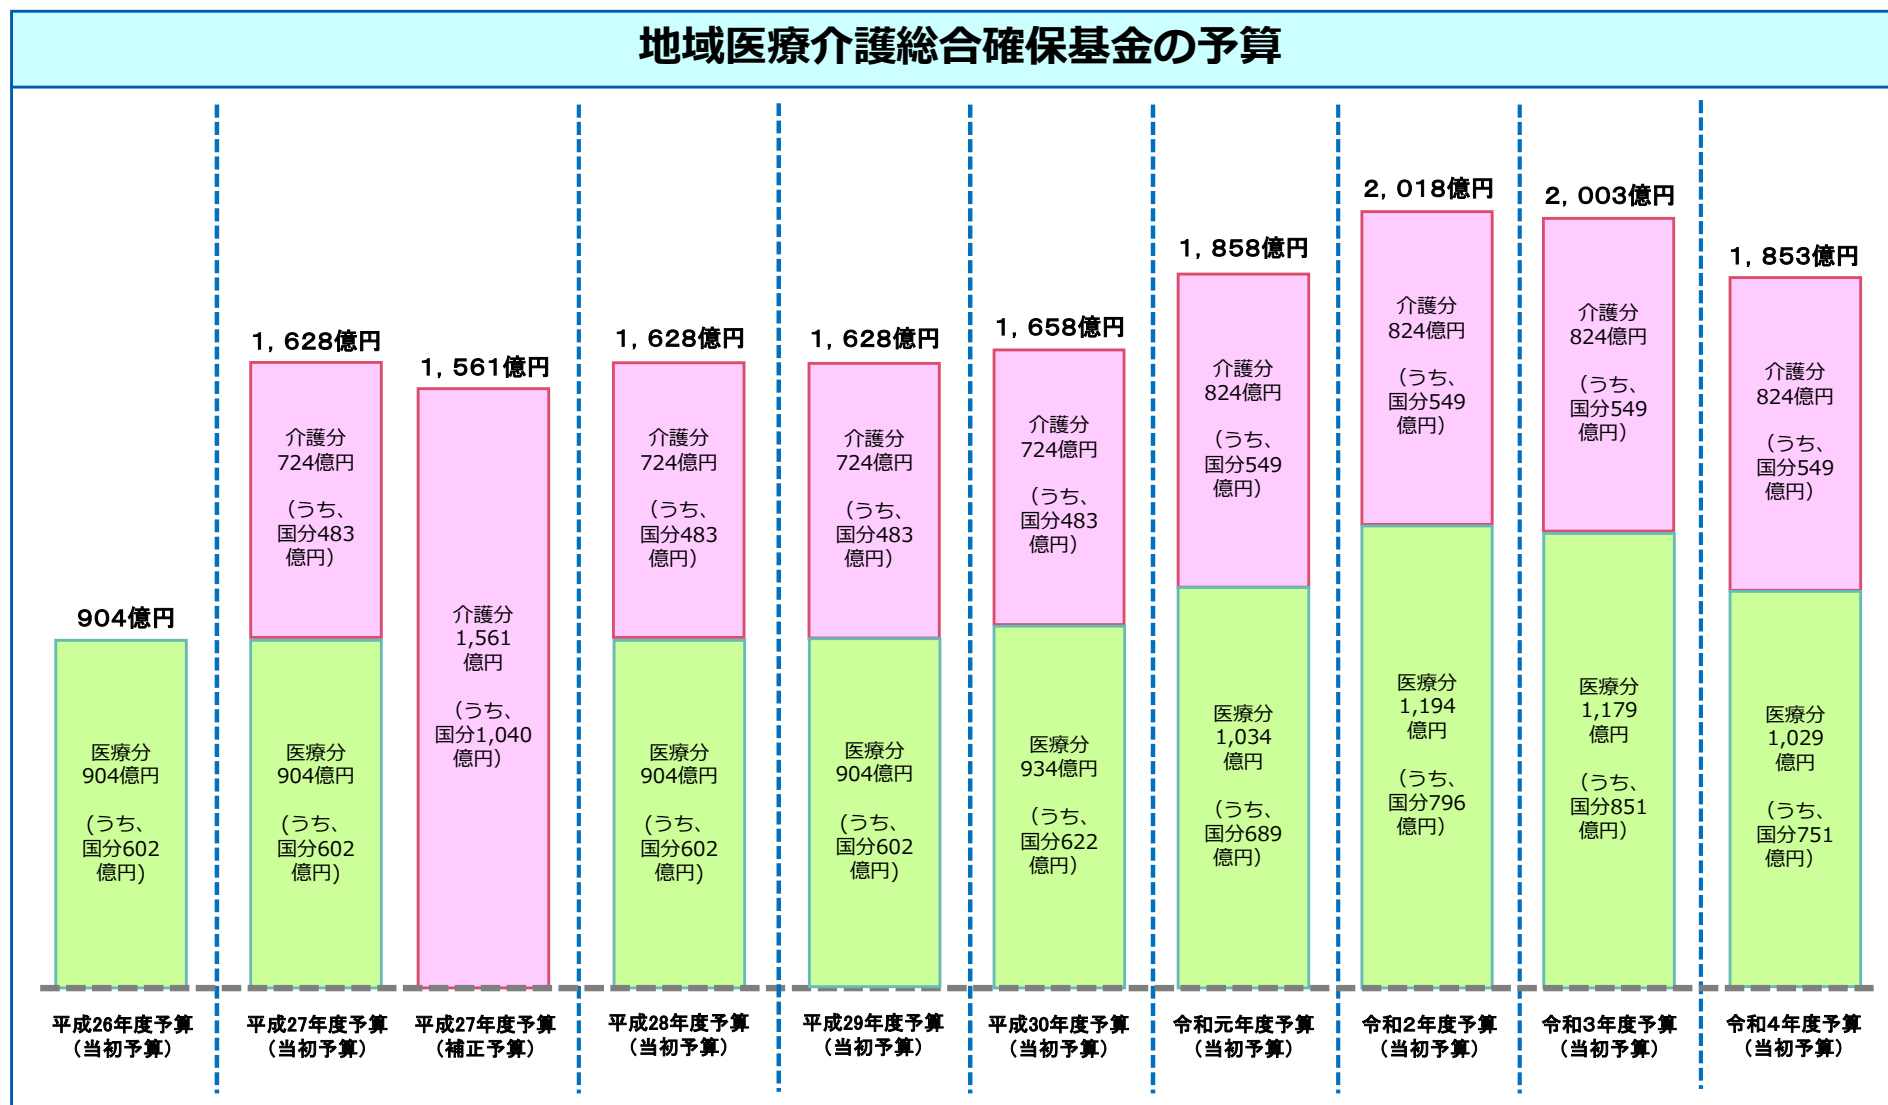 地域医療介護総合確保基金の予算
904億円
医療分
904億円
(うち、
国分602
億円)
平成26年度予算
（当初予算）
1，628億円
介護分
724億円
（うち、
国分483
億円）
医療分
904億円
(うち、
国分602
億円)
平成27年度予算
（当初予算）
1，561億円
介護分
1,561
億円
（うち、
国分1,040
億円）
平成27年度予算
（補正予算）
1，628億円
介護分
724億円
（うち、
国分483
億円）
医療分
904億円
(うち、
国分602
億円)
平成28年度予算
（当初予算）
1，628億円
介護分
724億円
（うち、
国分483
億円）
医療分
904億円
(うち、
国分602
億円)
平成29年度予算
（当初予算）
1，658億円
介護分
724億円
（うち、
国分483
億円）
医療分
934億円
（うち、
国分622
億円）
平成30年度予算
（当初予算）
1，858億円
介護分
824億円
（うち、
国分549
億円）
医療分
1,034
億円
（うち、
国分689
億円）
令和元年度予算
（当初予算）
2，018億円
介護分
824億円
（うち、
国分549
億円）
医療分
1,194
億円
（うち、
国分796
億円）
令和２年度予算
（当初予算）
2，003億円
介護分
824億円
（うち、
国分549
億円）
医療分
1,179
億円
（うち、
国分851
億円）
令和３年度予算
（当初予算）
1，853億円
介護分
824億円
（うち、
国分549
億円）
医療分
1,029
億円
（うち、
国分751
億円）
令和４年度予算
（当初予算）